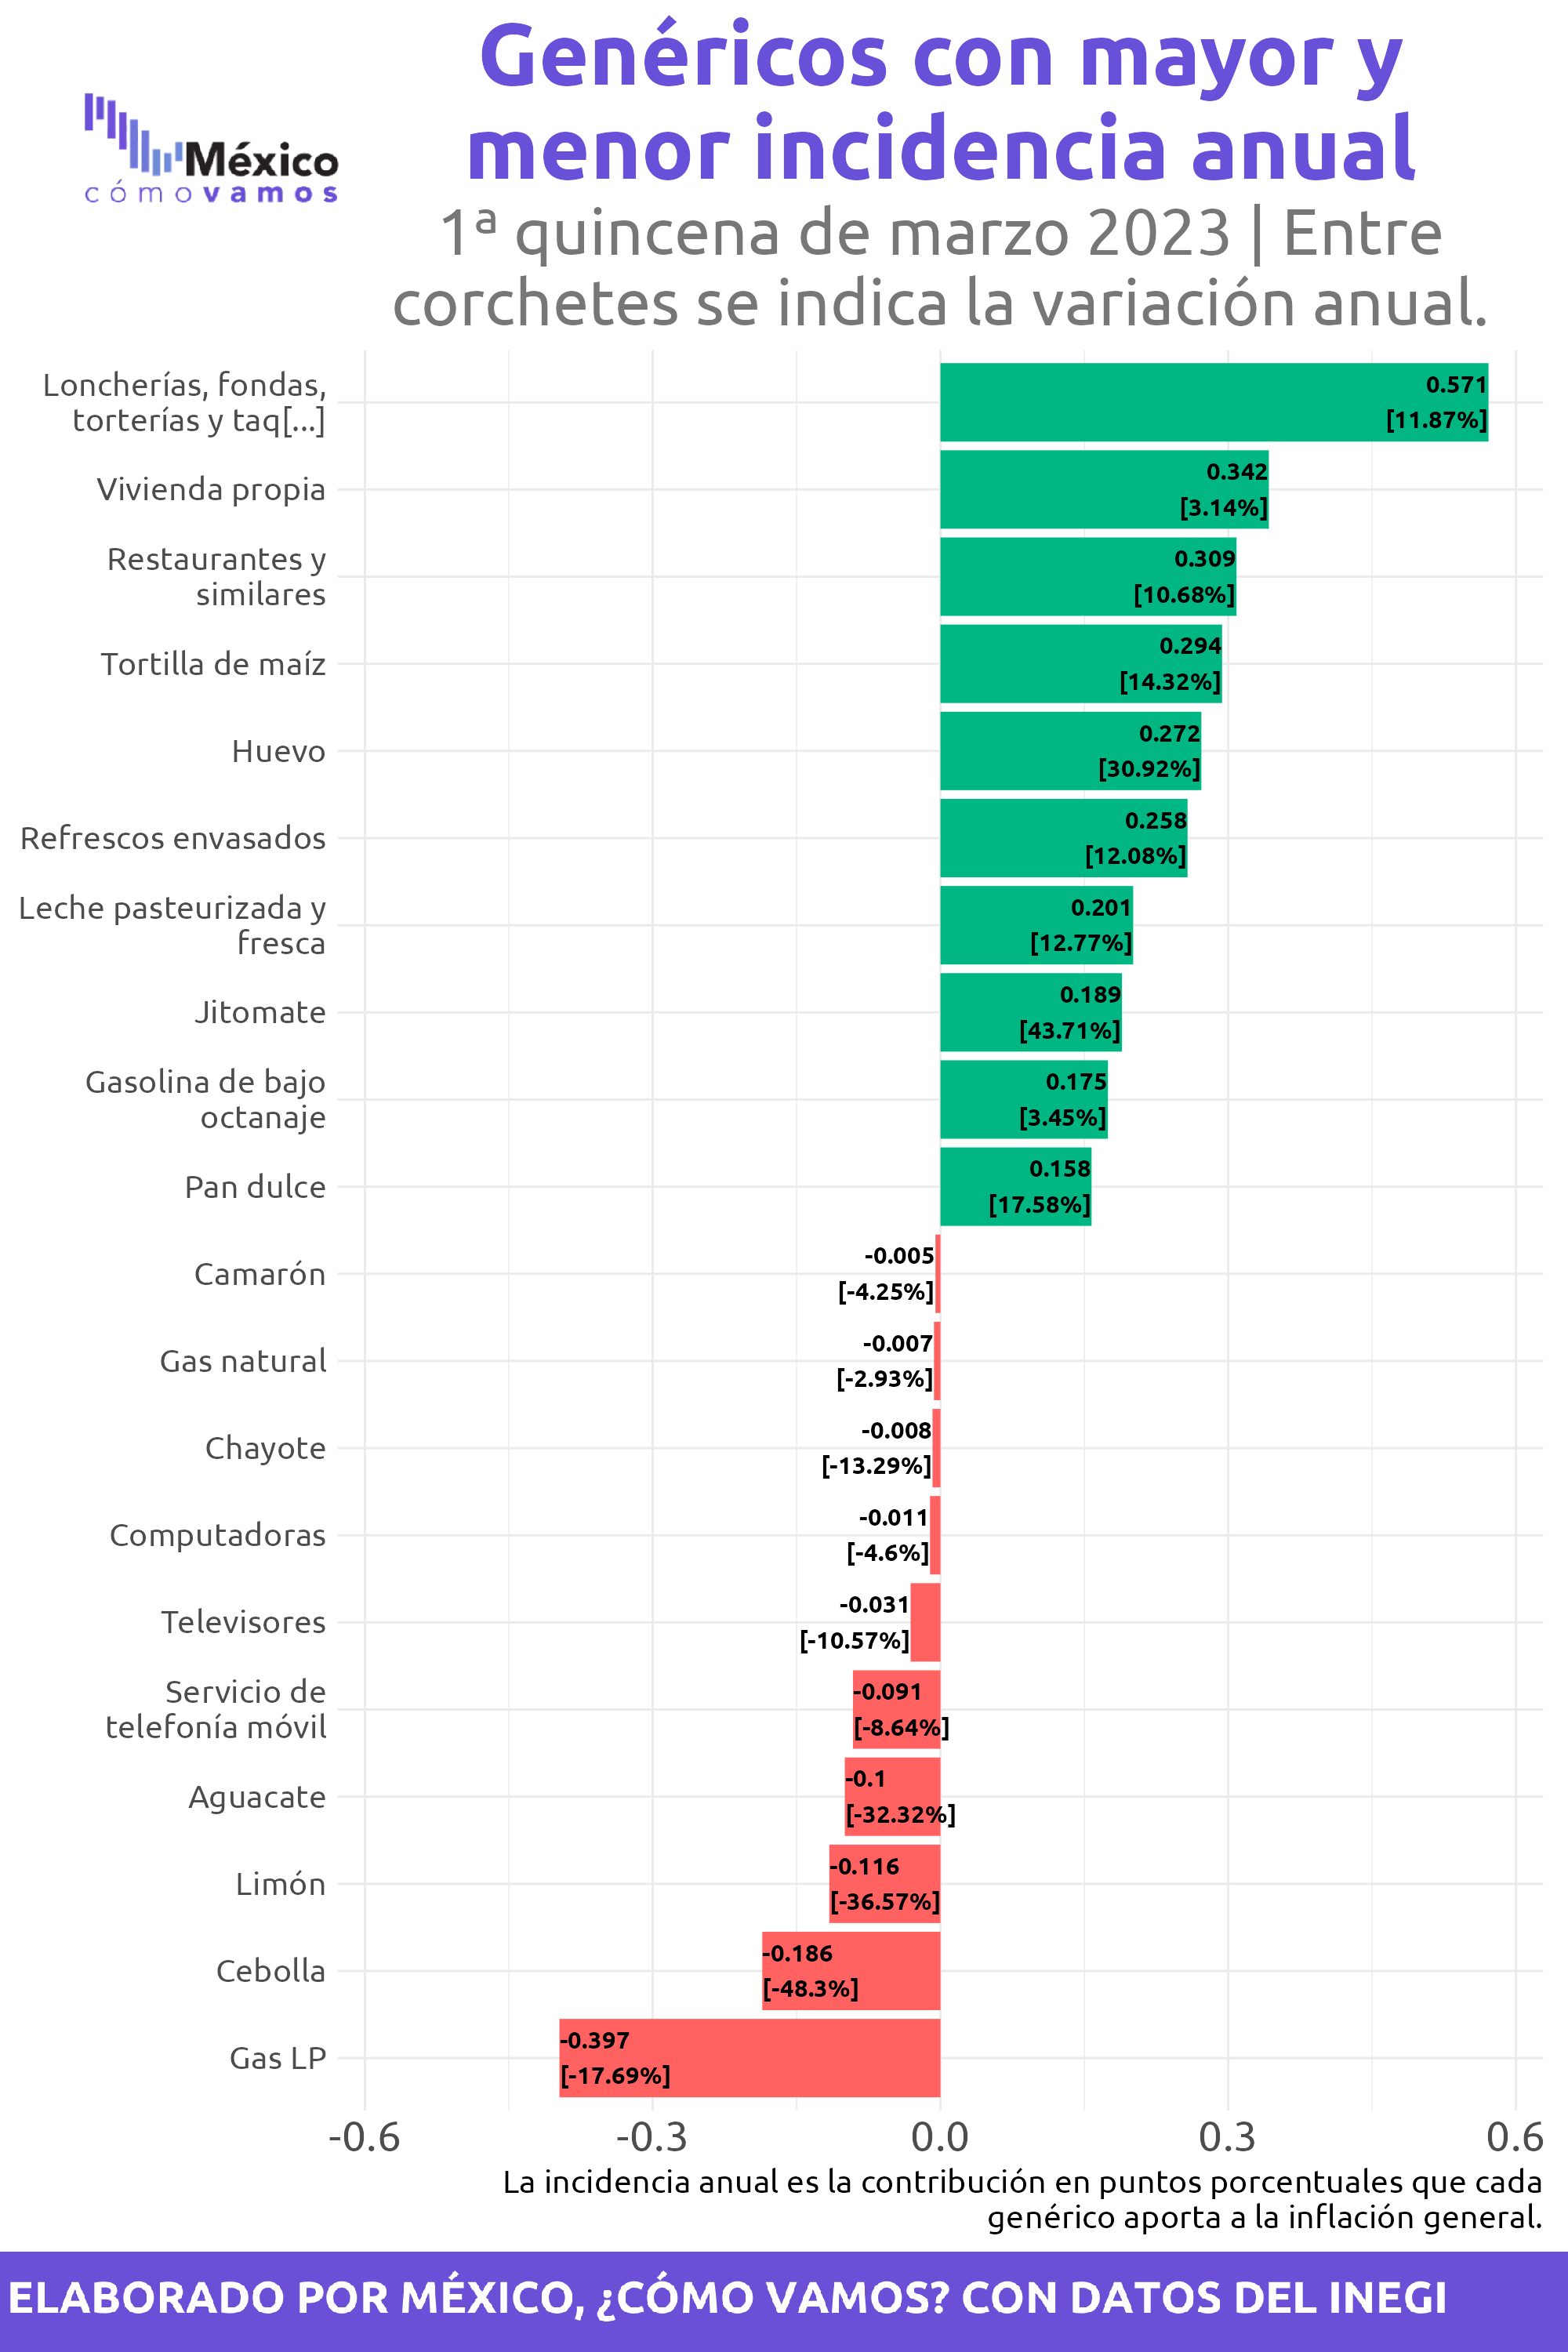 Genéricos con mayor y
menor incidencia anual
México
cómovamos
1ª quincena de marzo 2023 | Entre
corchetes se indica la variación anual.
Loncherías, fondas,
torterías y taq[...]
0.571
[11.87%]
Vivienda propia
0.342
[3.14%]
Restaurantes y
similares
0.309
[10.68%]
Tortilla de maíz
0.294
[14.32%]
Huevo
0.272
[30.92%]
Refrescos envasados
0.258
[12.08%]
Leche pasteurizada y
fresca
0.201
[12.77%]
Jitomate
0.189
[43.71%]
Gasolina de bajo
octanaje
0.175
[3.45%]
Pan dulce
0.158
[17.58%]
Camarón
-0.005
[-4.25%]
Gas natural
-0.007
[-2.93%]
Chayote
-0.008
[-13.29%]
Computadoras
-0.011
[-4.6%]
Televisores
-0.031
[-10.57%]
Servicio de
telefonía móvil
-0.091
[-8.64%]
Aguacate
-0.1
[-32.32%]
Limón
-0.116
[-36.57%]
Cebolla
-0.186
[-48.3%]
Gas LP
-0.397
[-17.69%]
-0.6 -0.3 0.0 0.3 0.6
La incidencia anual es la contribución en puntos porcentuales que cada
genérico aporta a la inflación general.
ELABORADO POR MÉXICO, ¿CÓMO VAMOS? CON DATOS DEL INEGI